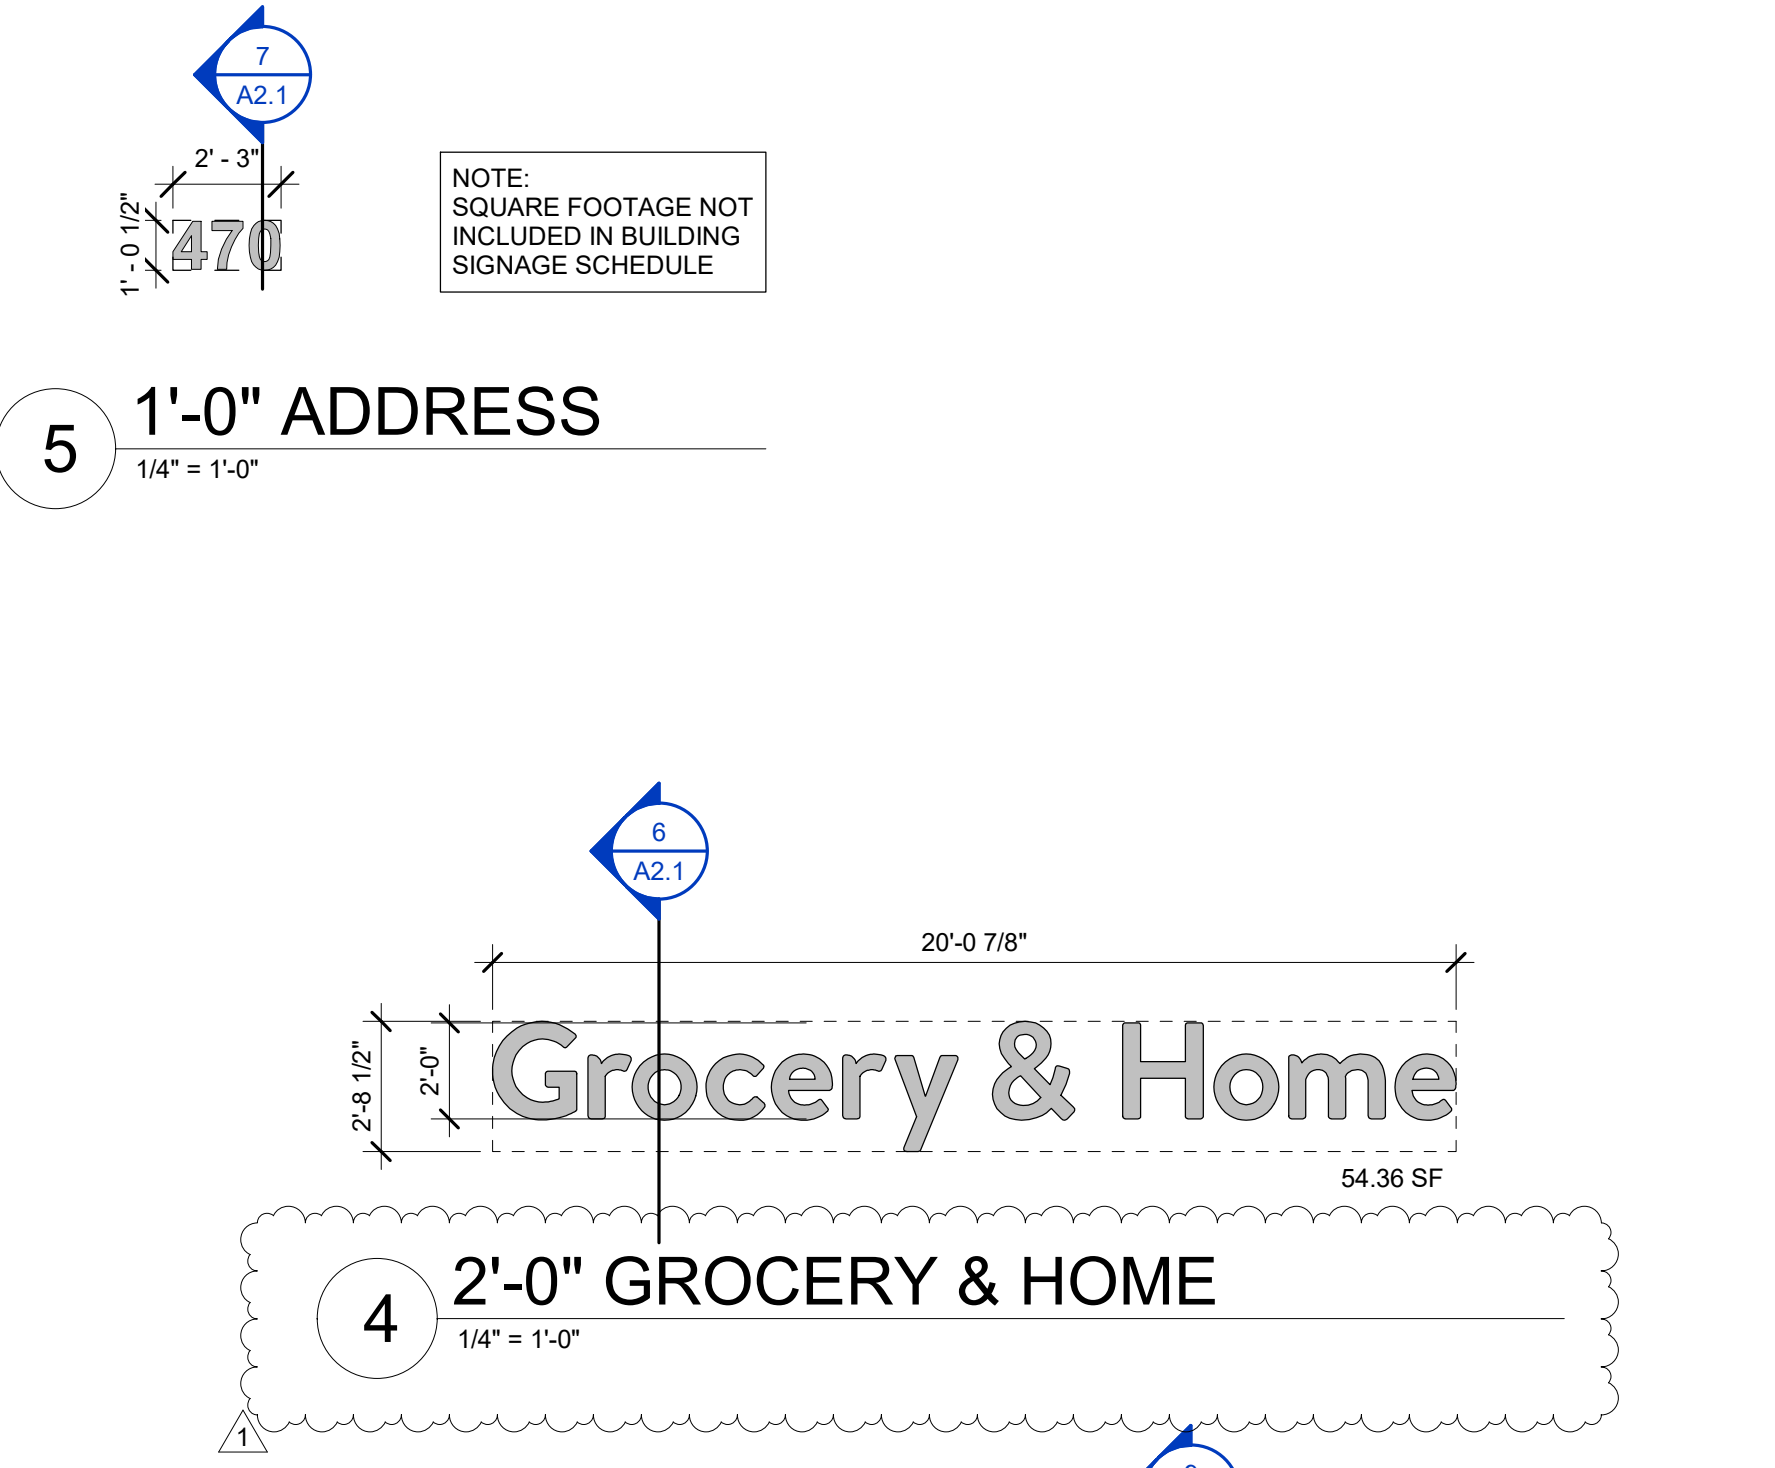 7
A2.1
2' - 3"
1' - 0 1/2"
470
NOTE:
SQUARE FOOTAGE NOT
INCLUDED IN BUILDING
SIGNAGE SCHEDULE
5
1'-0" ADDRESS
1/4" = 1'-0"
6
A2.1
20'-0 7/8"
2'-8 1/2"
2'-0"
Grocery & Home
54.36 SF
4
2'-0" GROCERY & HOME
1/4" = 1'-0"
1